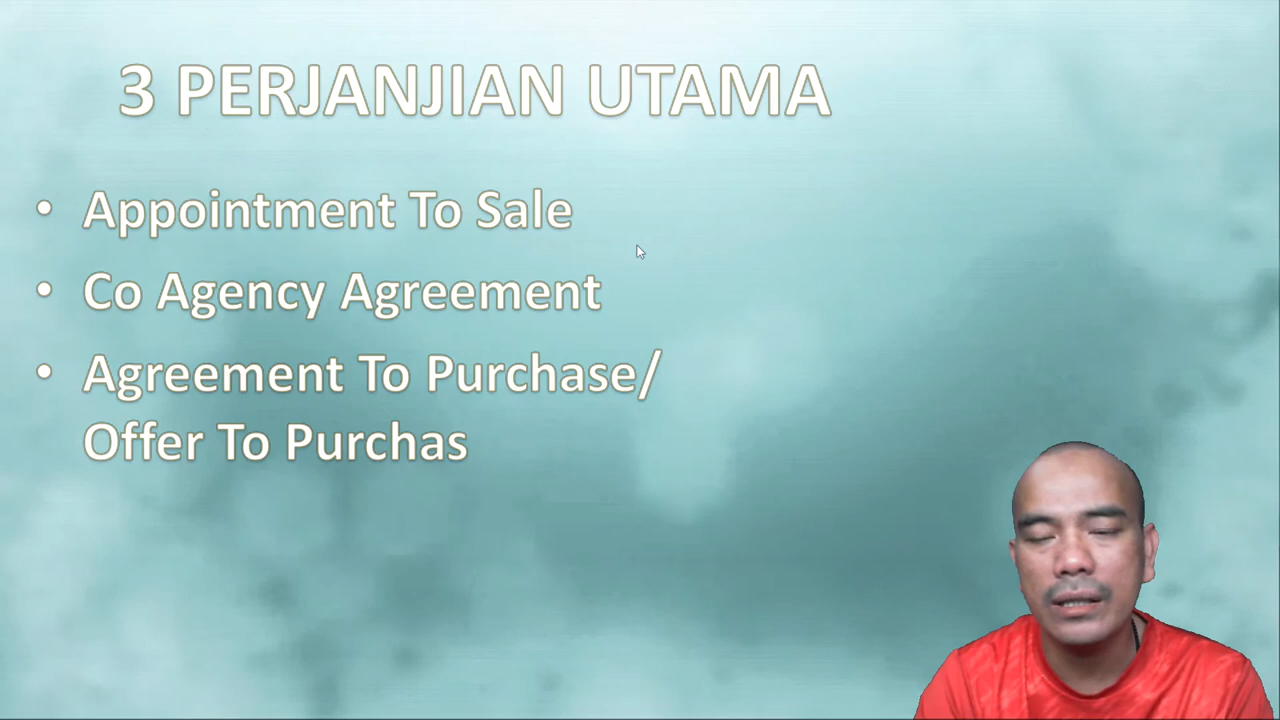 3 PERJANJIAN UTAMA
• Appointment To Sale
• Co Agency Agreement
• Agreement To Purchase/
Offer To Purchas